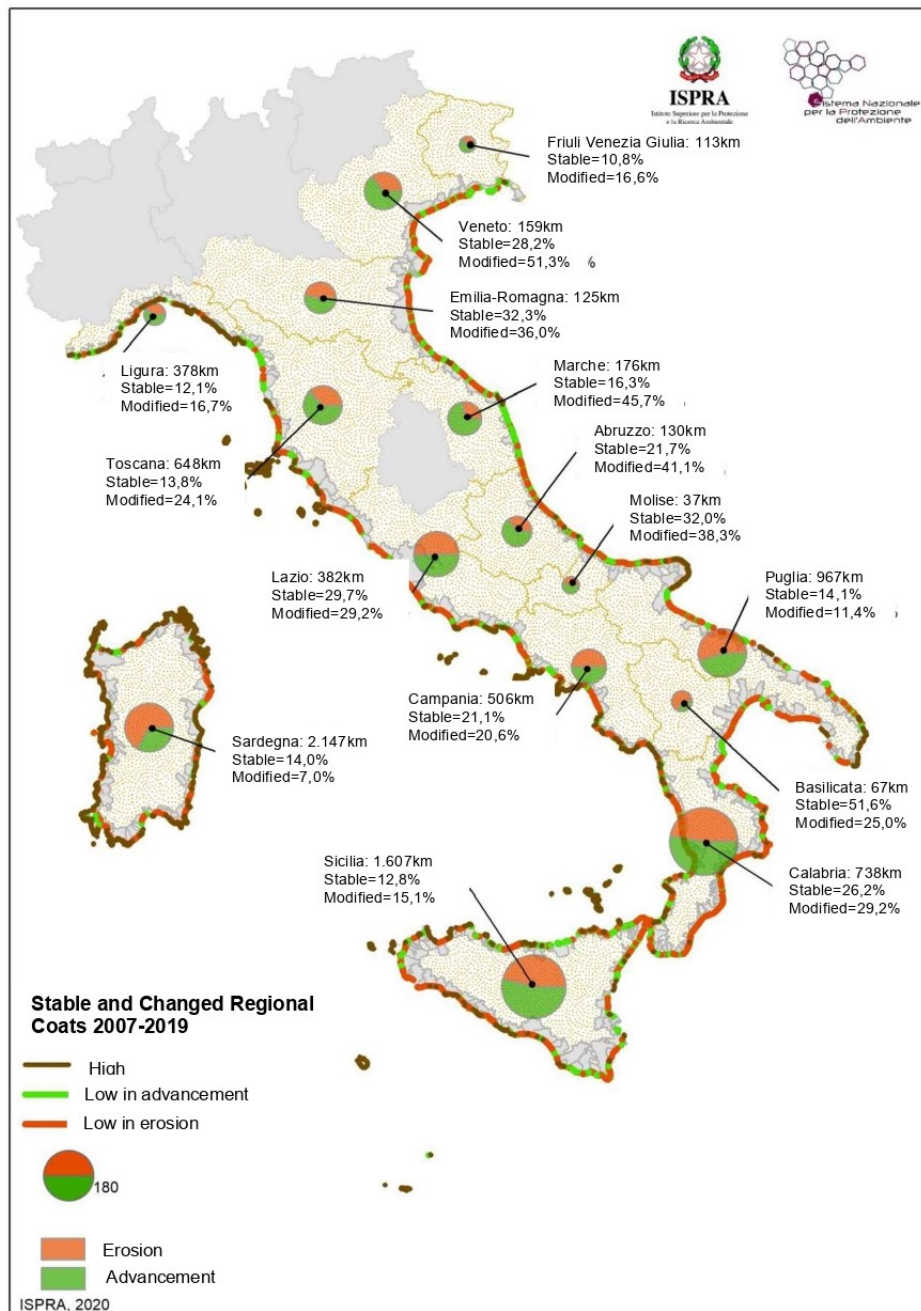 ISPRA
Istituto Superiore per la Protezione
e la Ricerca Ambientale
Sistema Nazionale
per la Protezione
dell'Ambiente
Friuli Venezia Giulia: 113km
Stable=10,8%
Modified=16,6%
Veneto: 159km
Stable=28,2%
Modified=51,3% %
Emilia-Romagna: 125km
Stable=32,3%
Modified=36,0%
Ligura: 378km
Stable=12,1%
Modified=16,7%
Marche: 176km
Stable=16,3%
Modified=45,7%
Toscana: 648km
Stable=13,8%
Modified=24,1%
Abruzzo: 130km
Stable=21,7%
Modified=41,1%
Molise: 37km
Stable=32,0%
Modified=38,3%
Lazio: 382km
Stable=29,7%
Modified=29,2%
Puglia: 967km
Stable=14,1%
Modified=11,4%
Campania: 506km
Stable=21,1%
Modified=20,6%
Sardegna: 2.147km
Stable=14,0%
Modified=7,0%
Basilicata: 67km
Stable=51,6%
Modified=25,0%
Sicilia: 1.607km
Stable=12,8%
Modified=15,1%
Calabria: 738km
Stable=26,2%
Modified=29,2%
Stable and Changed Regional
Coats 2007-2019
High
Low in advancement
Low in erosion
180
Erosion
Advancement
ISPRA, 2020